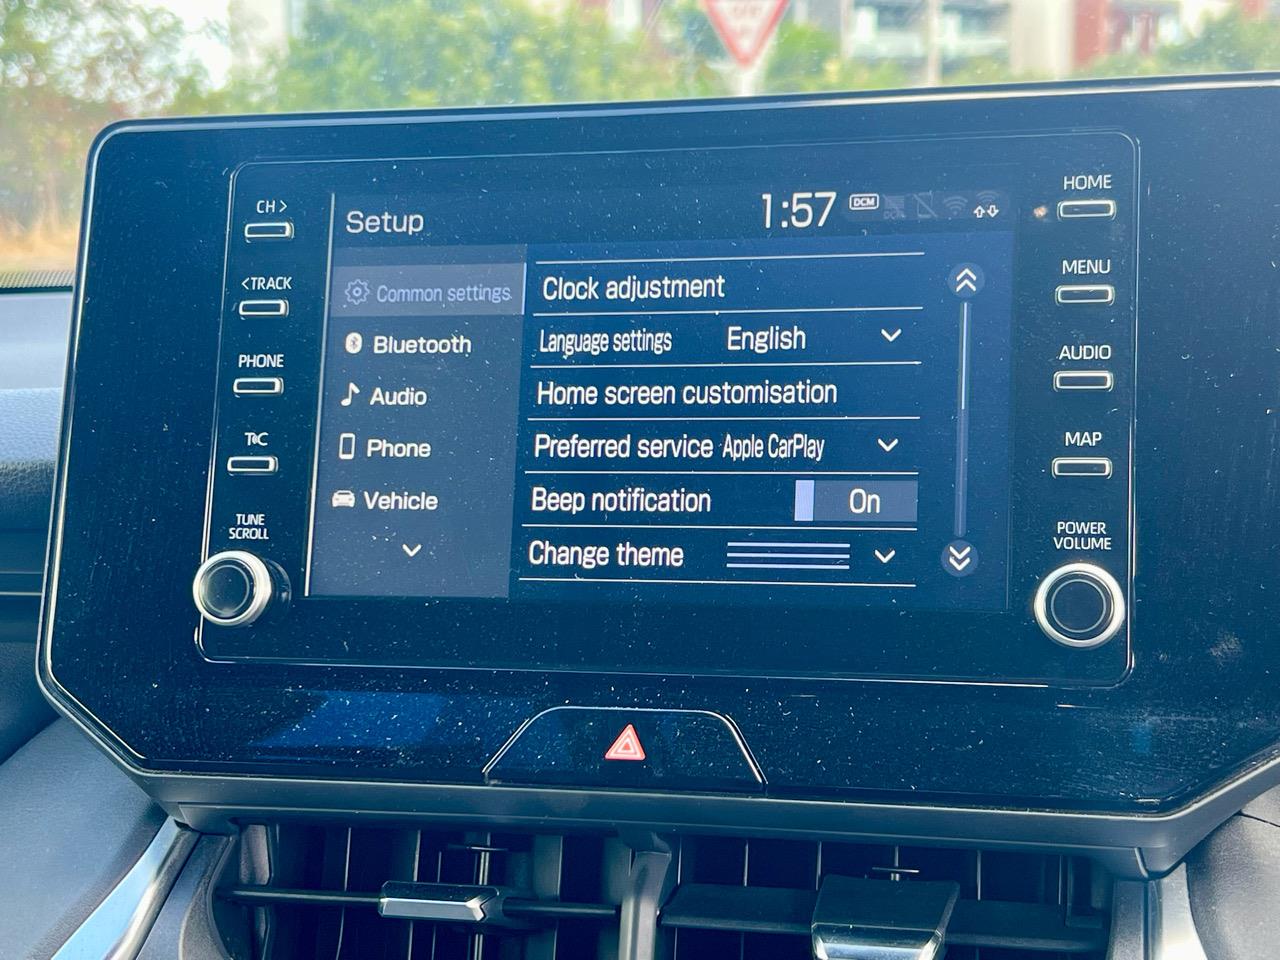 CH >
< TRACK
PHONE
TUNE
SCROLL
Setup
1:57
DCM
Common settings
Bluetooth
Audio
Phone
Vehicle
Clock adjustment
Language settings English
Home screen customisation
Preferred service Apple CarPlay
Beep notification On
Change theme
HOME
MENU
AUDIO
MAP
POWER
VOLUME